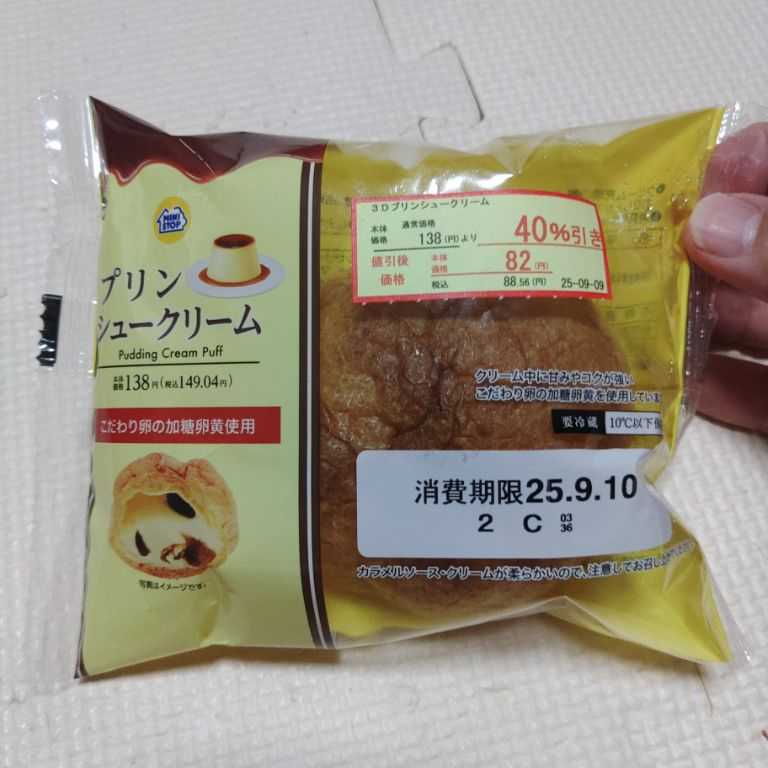 MINI
STOP
プリン
シュークリーム
Pudding Cream Puff
本体価格138円(税込149.04円)
こだわり卵の加糖卵黄使用
写真はイメージです。
3Dプリンシュークリーム
本体価格 通常価格 138(円)より 40%引き
値引後価格 本体価格 82(円)
税込 88.56(円) 25-09-09
クリーム中に甘みやコクが強い
こだわり卵の加糖卵黄を使用してい
要冷蔵 10℃以下
消費期限25.9.10
2 C 03
36
カラメルソース・クリームが柔らかいので、注意してお召し上がり